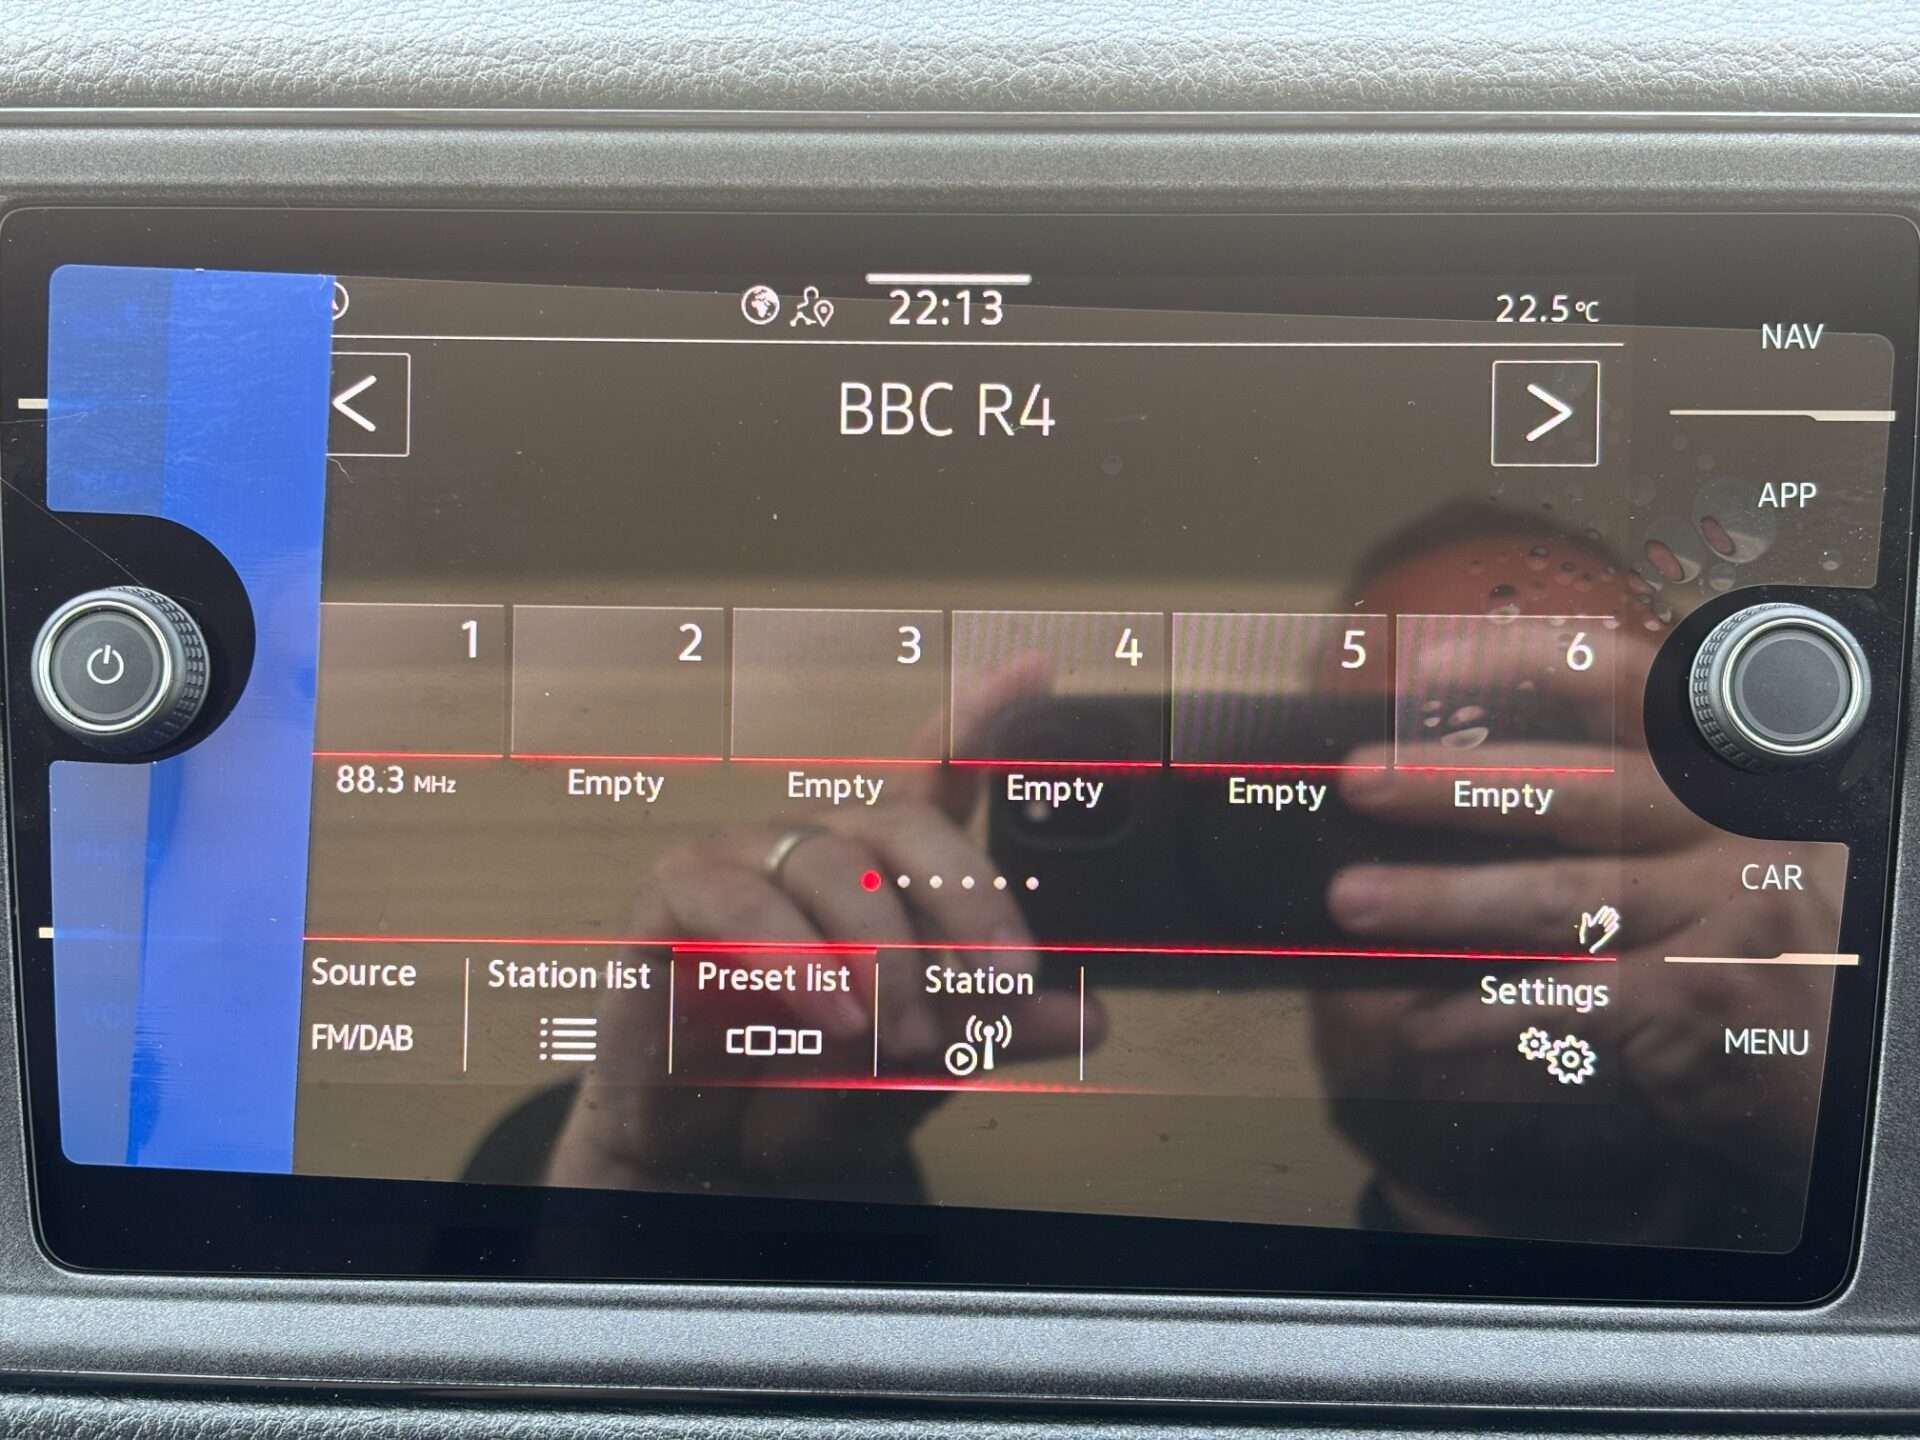 22:13
22.5°C
NAV
< BBC R4 >
APP
1 2 3 4 5 6
88.3 MHz Empty Empty Empty Empty Empty
CAR
Source Station list Preset list Station Settings
FM/DAB
MENU